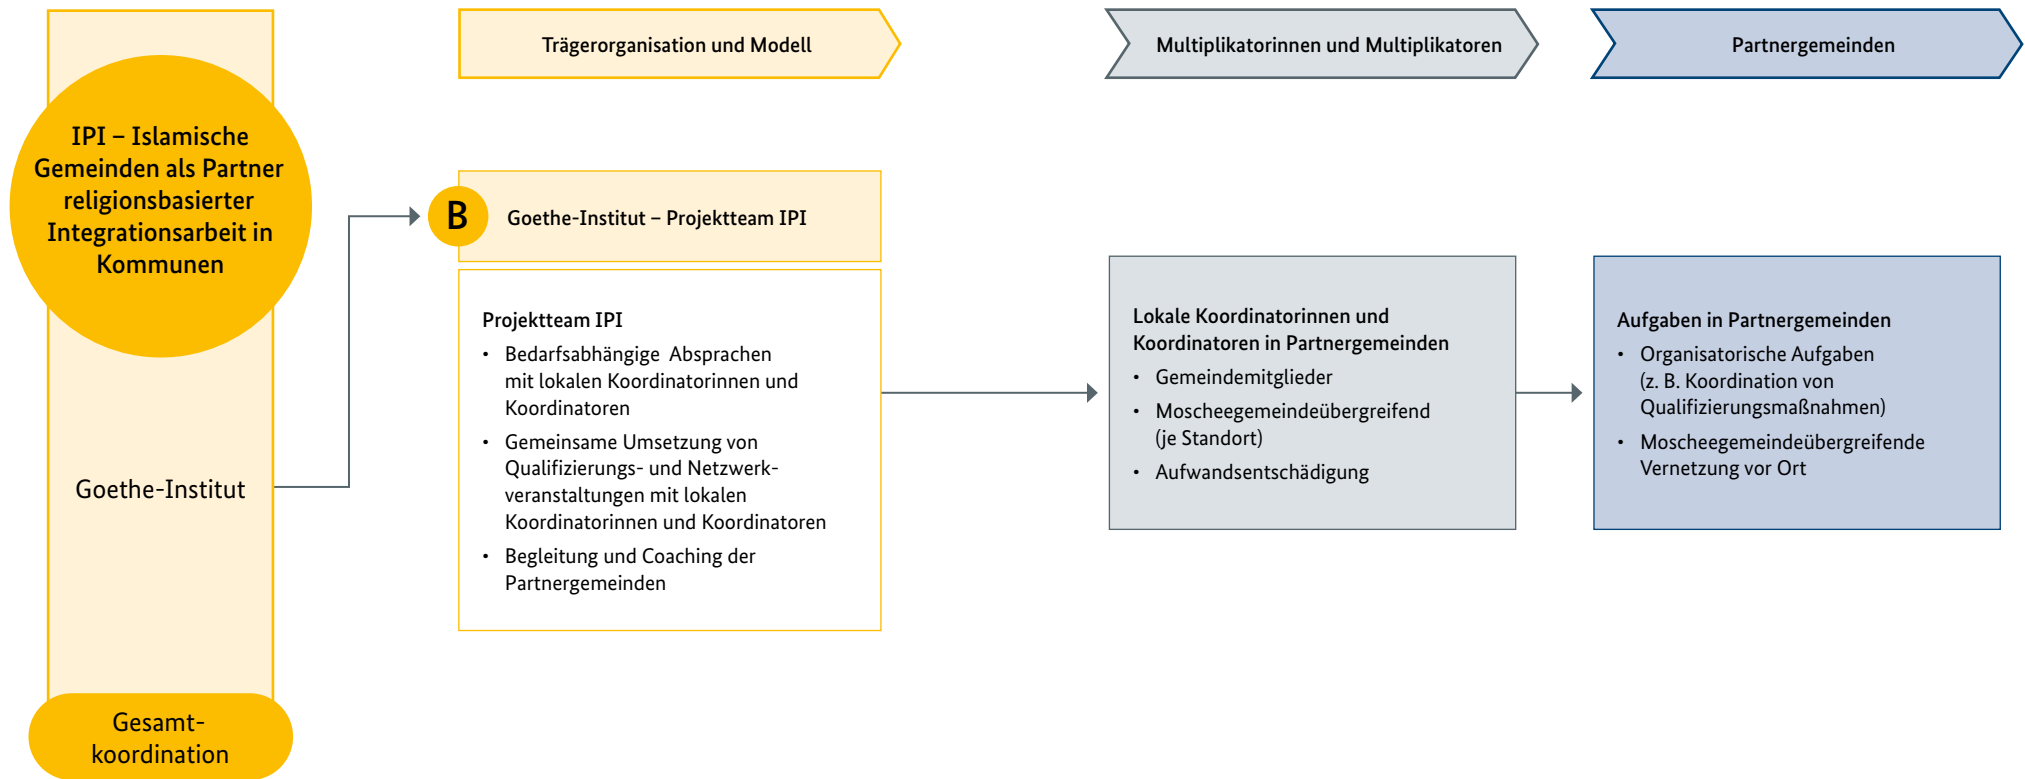 IPI – Islamische
Gemeinden als Partner
religionsbasierter
Integrationsarbeit in
Kommunen
Goethe-Institut
Gesamt-
koordination
Trägerorganisation und Modell
B
Goethe-Institut – Projektteam IPI
Projektteam IPI
• Bedarfsabhängige Absprachen
mit lokalen Koordinatorinnen und
Koordinatoren
• Gemeinsame Umsetzung von
Qualifizierungs- und Netzwerk-
veranstaltungen mit lokalen
Koordinatorinnen und Koordinatoren
• Begleitung und Coaching der
Partnergemeinden
Multiplikatorinnen und Multiplikatoren
Lokale Koordinatorinnen und
Koordinatoren in Partnergemeinden
• Gemeindemitglieder
• Moscheegemeindeübergreifend
(je Standort)
• Aufwandsentschädigung
Partnergemeinden
Aufgaben in Partnergemeinden
• Organisatorische Aufgaben
(z. B. Koordination von
Qualifizierungsmaßnahmen)
• Moscheegemeindeübergreifende
Vernetzung vor Ort